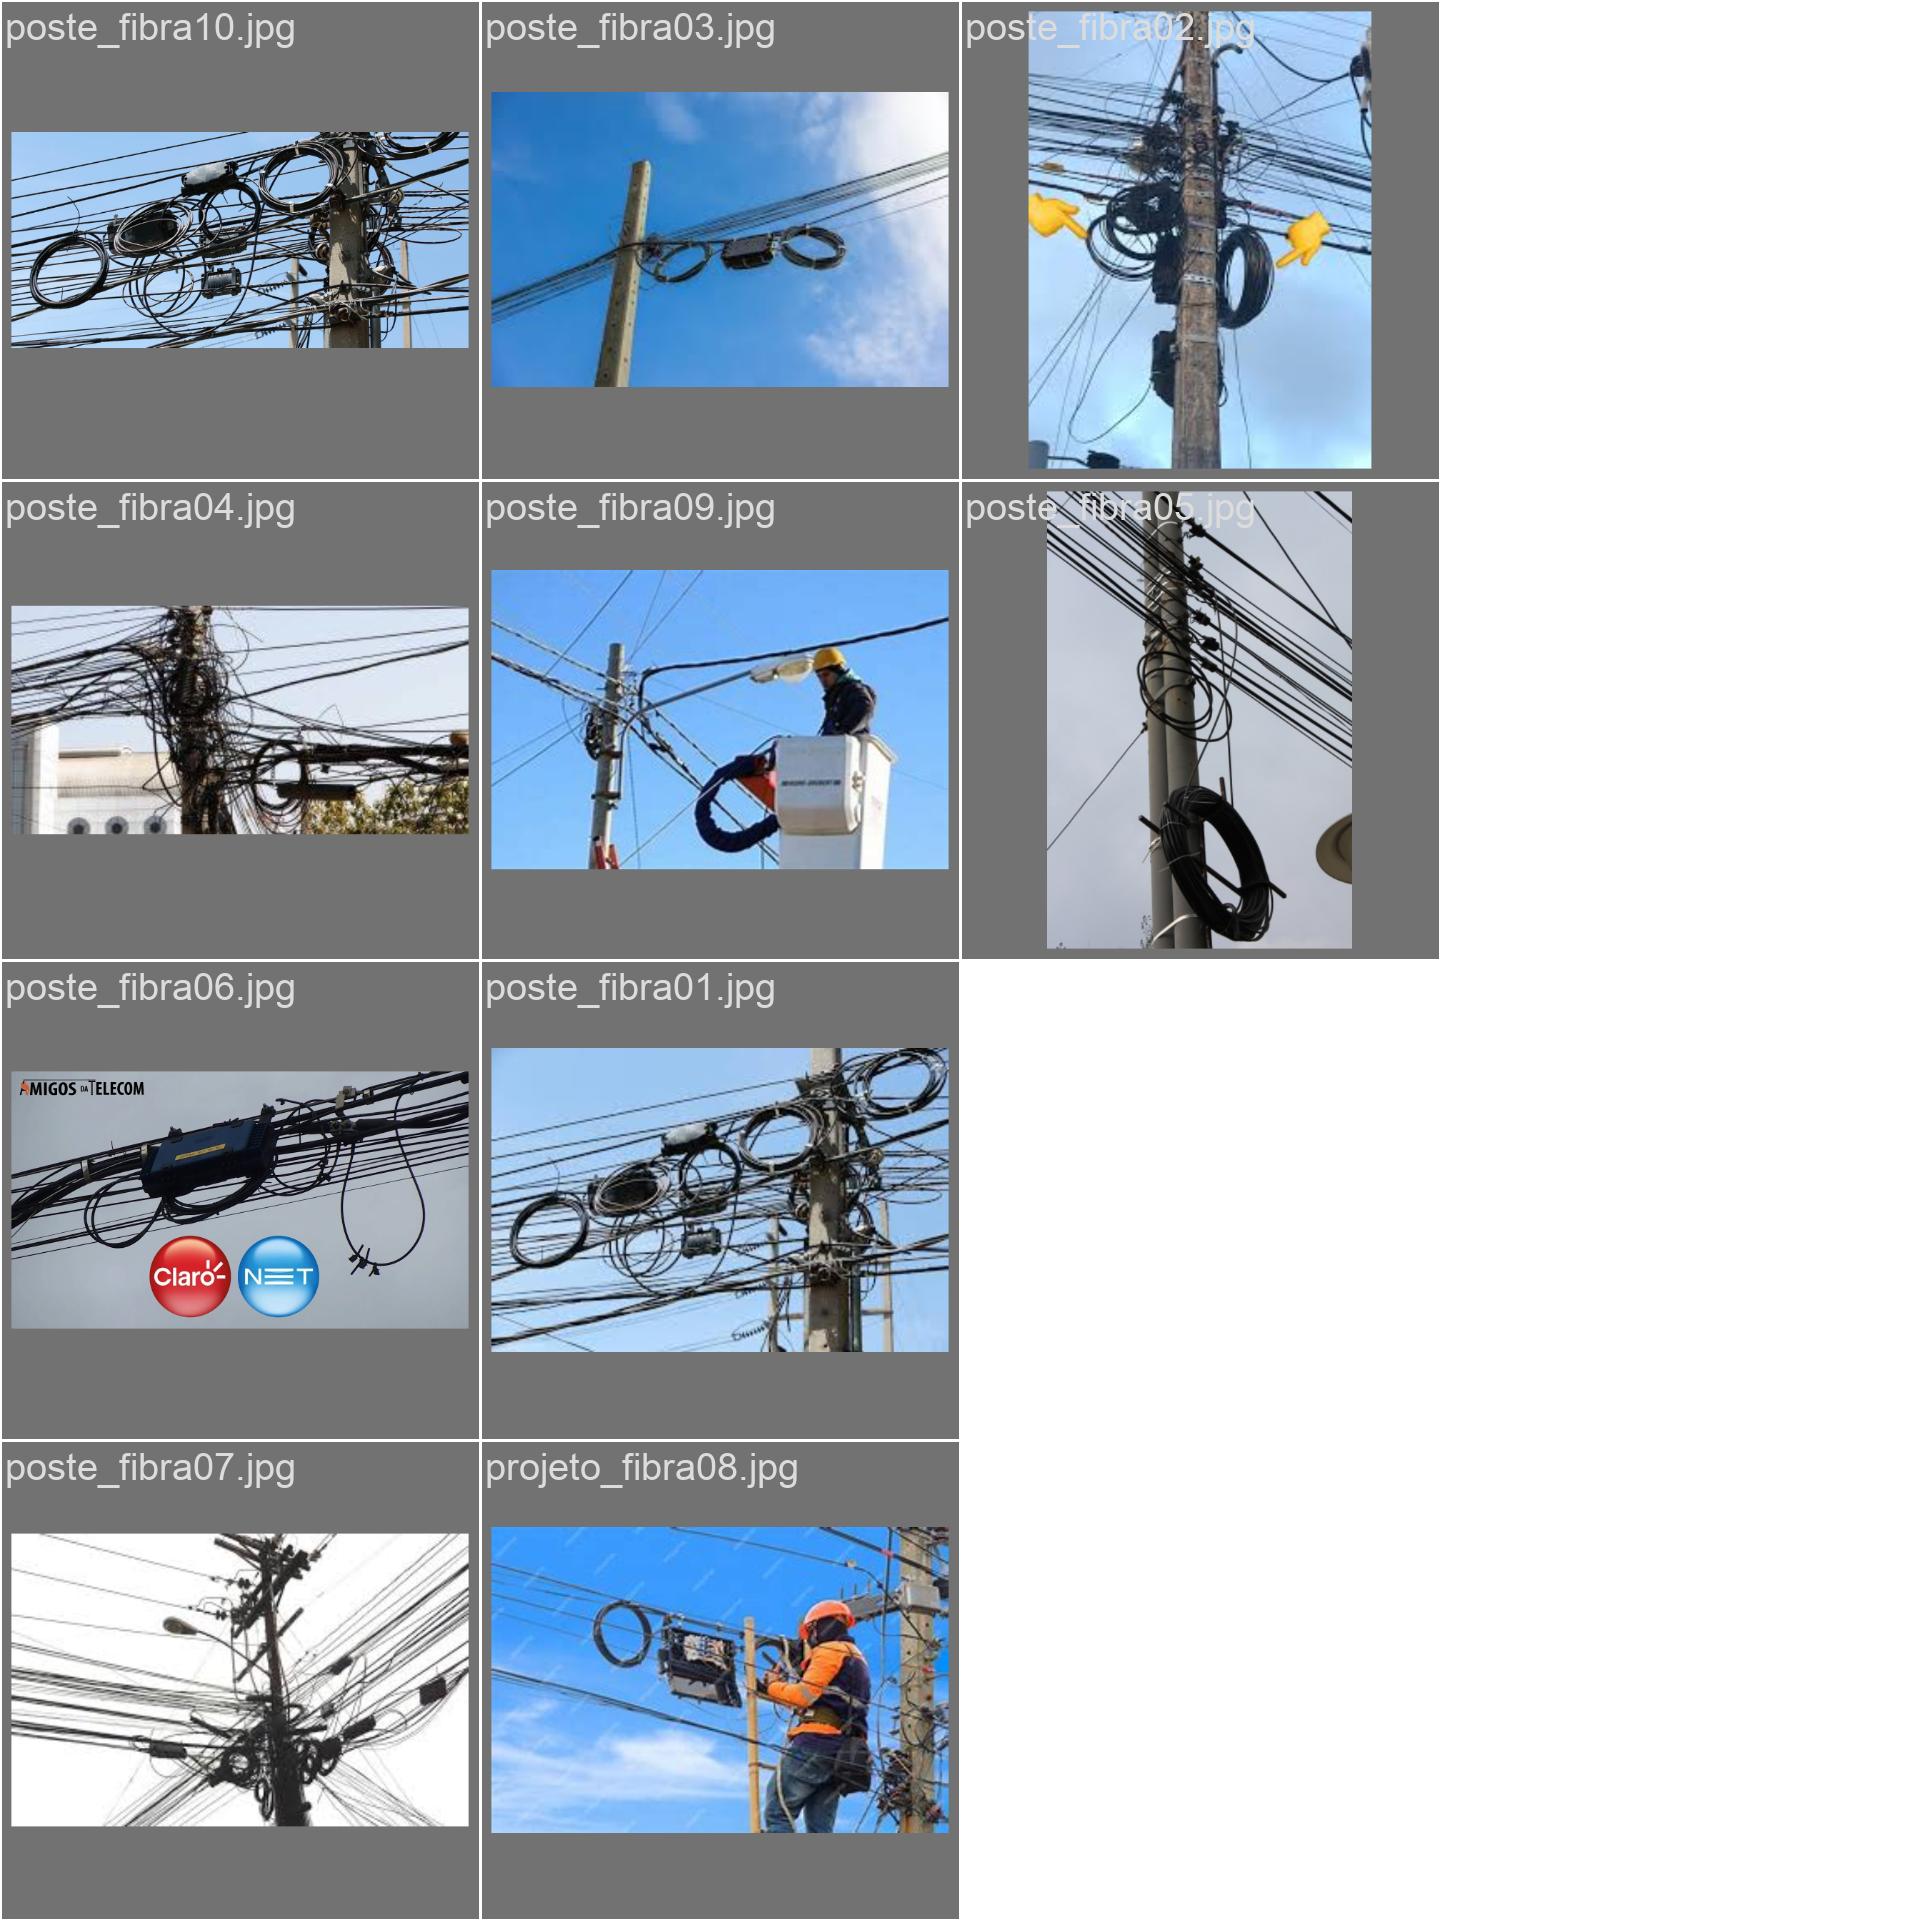 poste_fibra10.jpg
poste_fibra03.jpg
poste_fibra02.jpg
poste_fibra04.jpg
poste_fibra09.jpg
poste_fibra05.jpg
poste_fibra06.jpg
poste_fibra01.jpg
AMIGOS DA TELECOM
Claro
NET
poste_fibra07.jpg
projeto_fibra08.jpg